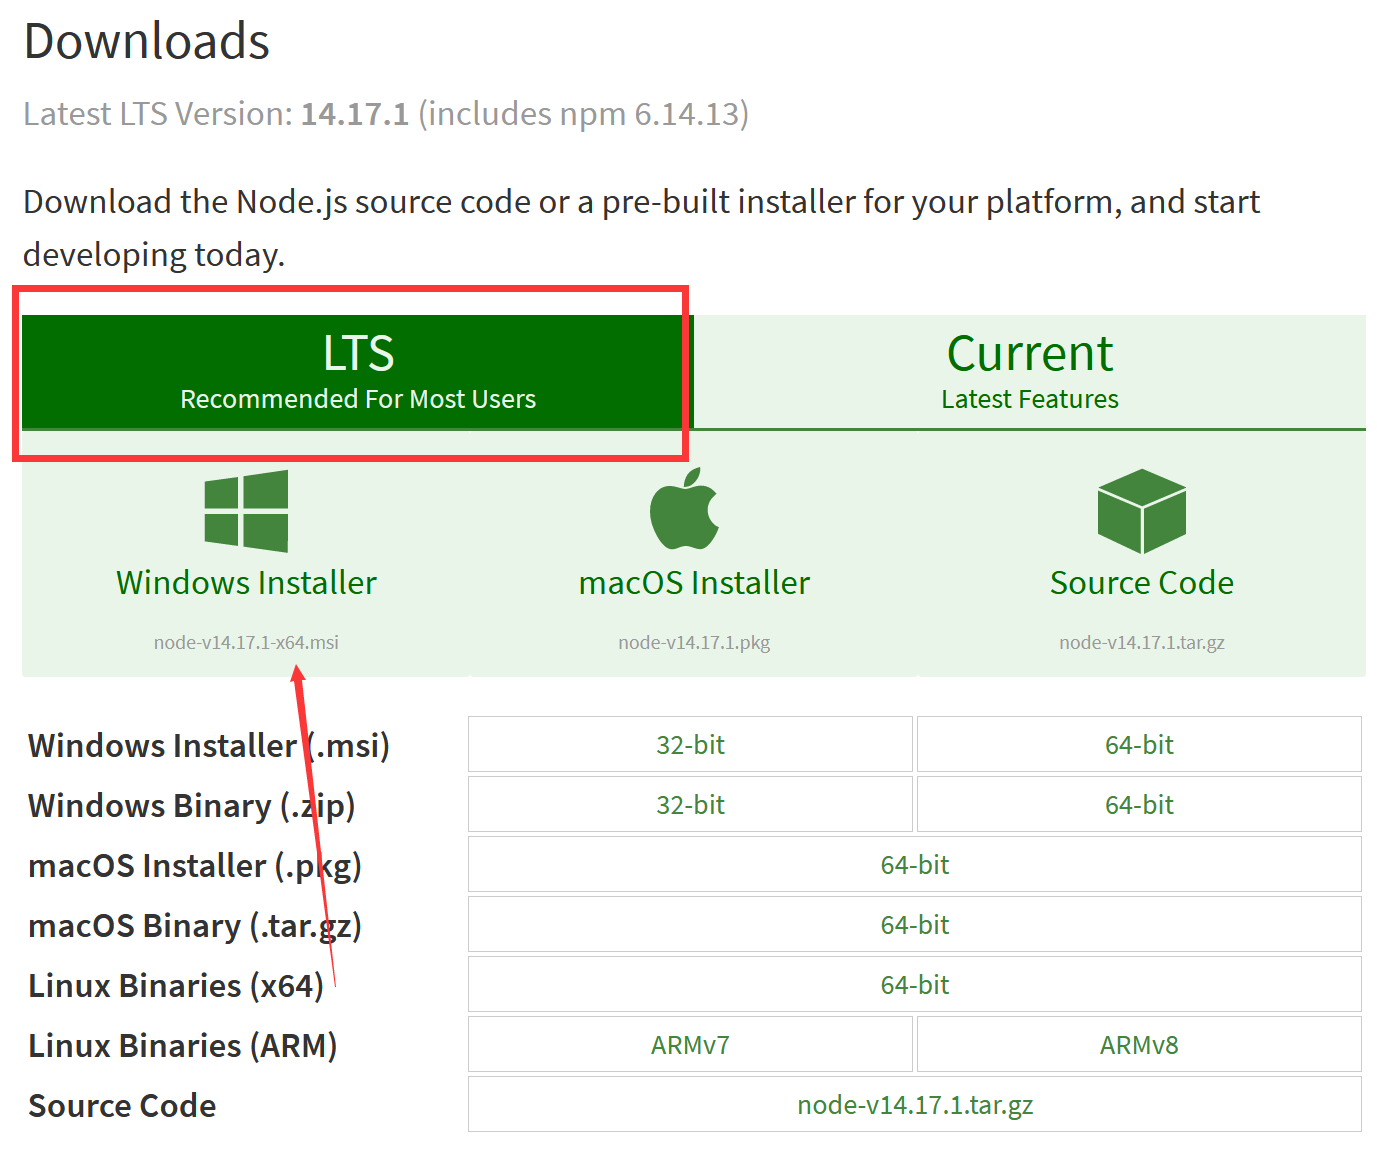 Downloads
Latest LTS Version: 14.17.1 (includes npm 6.14.13)
Download the Node.js source code or a pre-built installer for your platform, and start
developing today.
LTS
Recommended For Most Users
Current
Latest Features
Windows Installer
node-v14.17.1-x64.msi
macOS Installer
node-v14.17.1.pkg
Source Code
node-v14.17.1.tar.gz
Windows Installer (.msi) 32-bit 64-bit
Windows Binary (.zip) 32-bit 64-bit
macOS Installer (.pkg) 64-bit
macOS Binary (.tar.gz) 64-bit
Linux Binaries (x64) 64-bit
Linux Binaries (ARM) ARMv7 ARMv8
Source Code node-v14.17.1.tar.gz